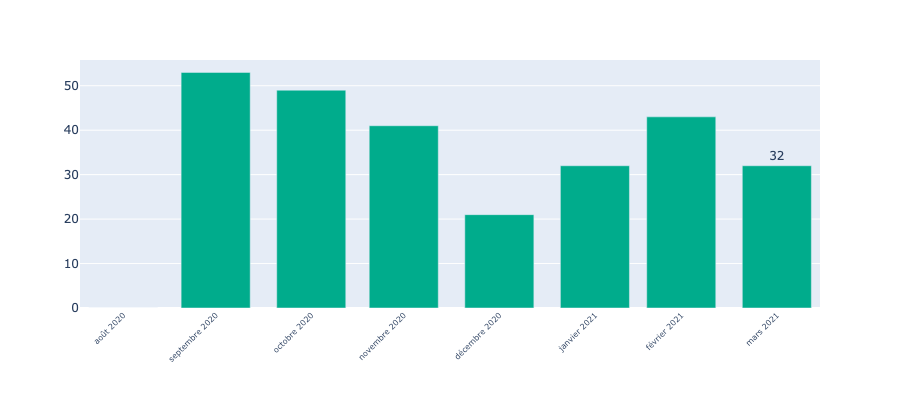 50
40
32
30
20
10
0
août 2020
septembre 2020
octobre 2020
novembre 2020
décembre 2020
janvier 2021
février 2021
mars 2021